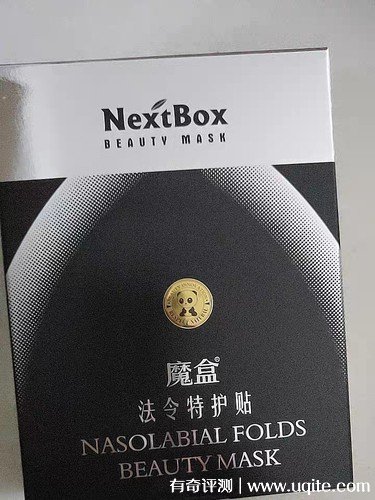 NextBox
BEAUTY MASK
魔盒®
法令特护贴
NASOLABIAL FOLDS
BEAUTY MASK
有奇评测 | www.uqite.com